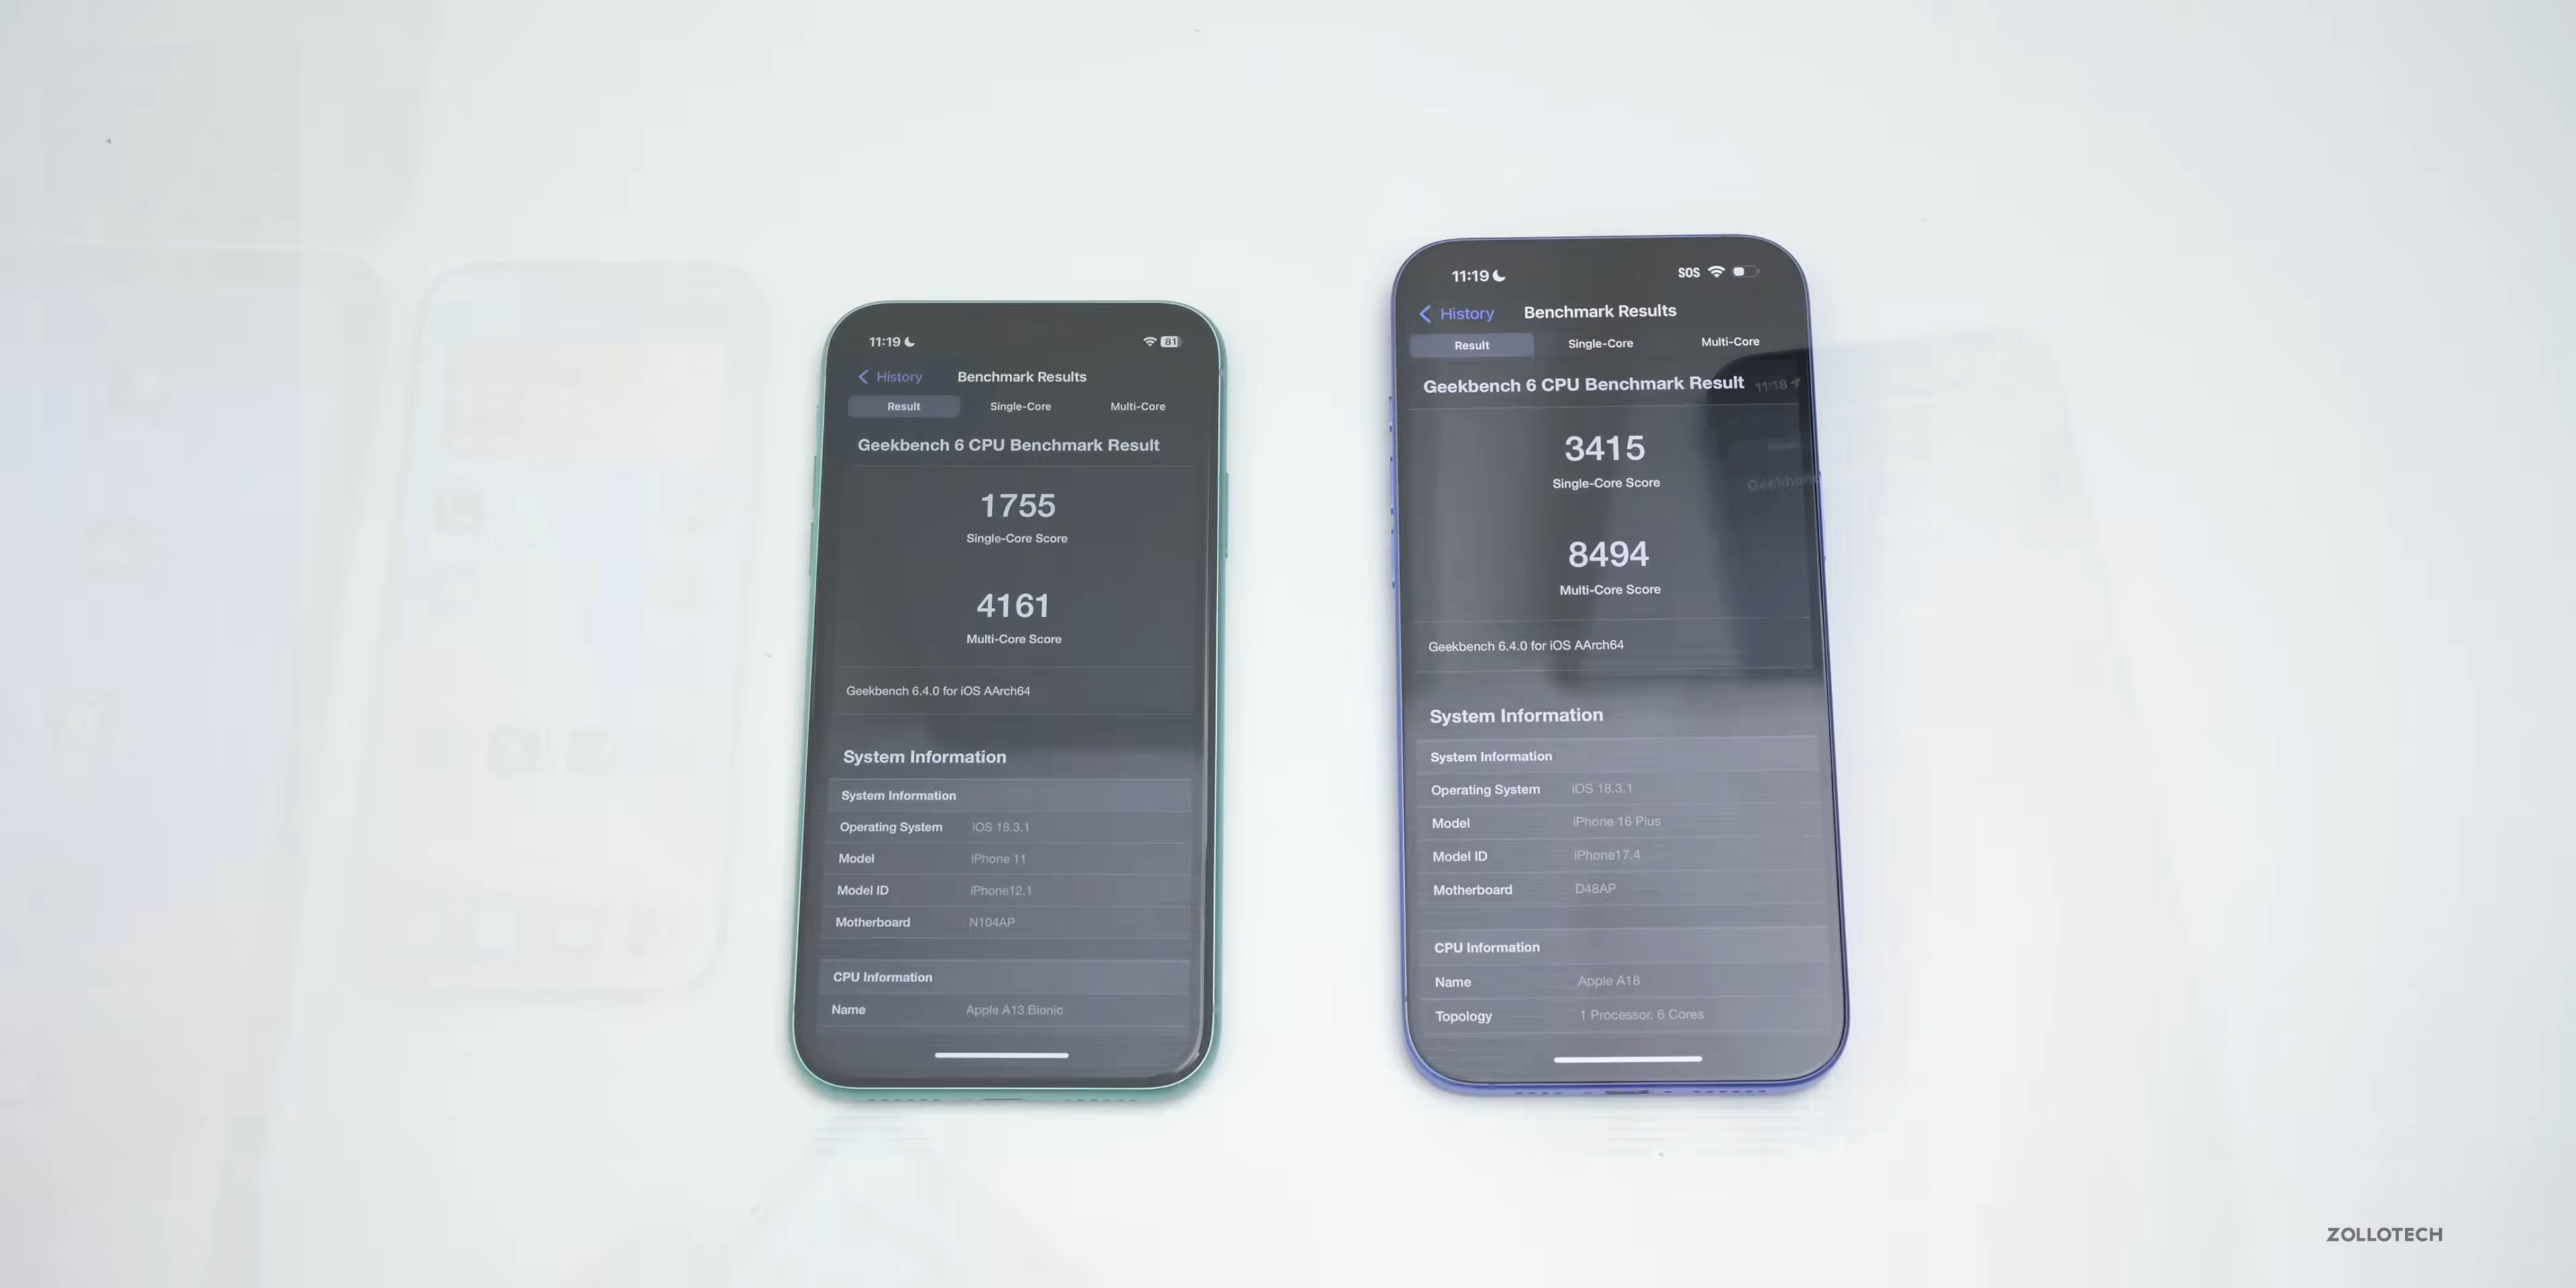 11:19
81
History Benchmark Results
Result Single-Core Multi-Core
Geekbench 6 CPU Benchmark Result
1755
Single-Core Score
4161
Multi-Core Score
Geekbench 6.4.0 for iOS AArch64
System Information
System Information
Operating System iOS 18.3.1
Model iPhone 11
Model ID iPhone12,1
Motherboard N104AP
CPU Information
Name Apple A13 Bionic
11:19
SOS
History Benchmark Results
Result Single-Core Multi-Core
Geekbench 6 CPU Benchmark Result
11:18
3415
Single-Core Score
8494
Multi-Core Score
Geekbench 6.4.0 for iOS AArch64
System Information
System Information
Operating System iOS 18.3.1
Model iPhone 16 Plus
Model ID iPhone17,4
Motherboard D48AP
CPU Information
Name Apple A18
Topology 1 Processor, 6 Cores
ZOLLOTECH